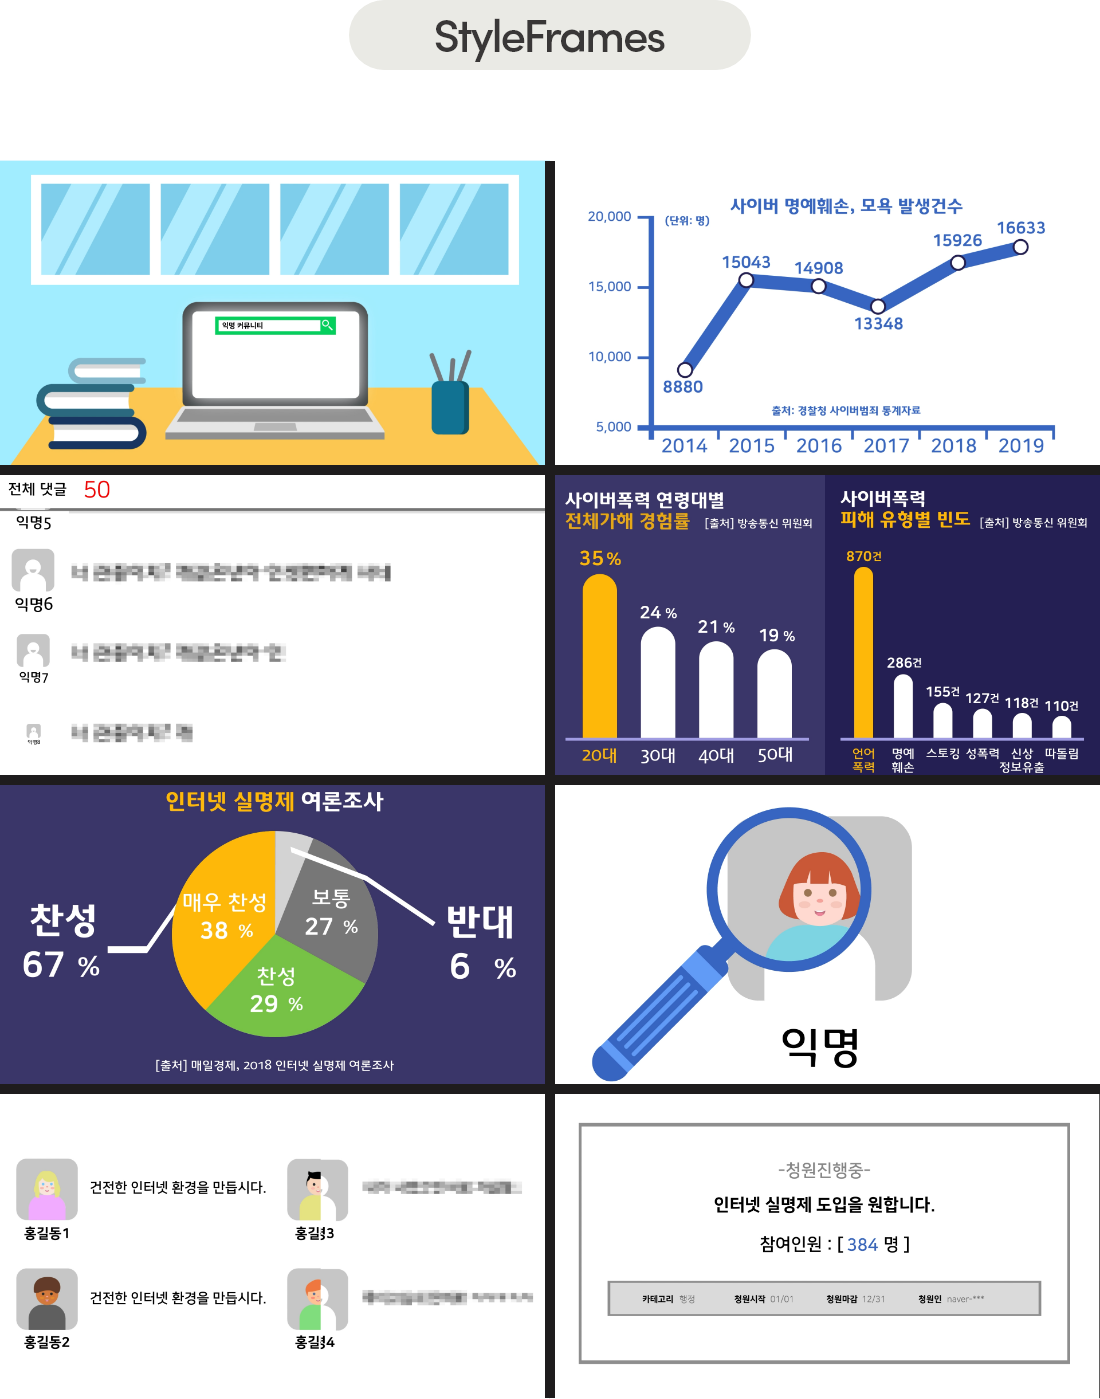 StyleFrames
익명 커뮤니티
사이버 명예훼손, 모욕 발생건수
(단위: 명)
20,000
15,000
10,000
5,000
8880
15043
14908
13348
15926
16633
출처: 경찰청 사이버범죄 통계자료
2014 2015 2016 2017 2018 2019
전체 댓글 50
익명5
익명6
익명7
익명8
사이버폭력 연령대별
전체가해 경험률 [출처] 방송통신 위원회
35%
24 %
21 %
19 %
20대 30대 40대 50대
사이버폭력
피해 유형별 빈도 [출처] 방송통신 위원회
870건
286건
155건
127건
118건
110건
언어 폭력
명예 훼손
스토킹
성폭력
신상 정보유출
따돌림
인터넷 실명제 여론조사
찬성
67 %
매우 찬성
38 %
보통
27 %
찬성
29 %
반대
6 %
[출처] 매일경제, 2018 인터넷 실명제 여론조사
익명
건전한 인터넷 환경을 만듭시다.
홍길동1
홍길3
건전한 인터넷 환경을 만듭시다.
홍길동2
홍길4
-청원진행중-
인터넷 실명제 도입을 원합니다.
참여인원 : [ 384 명 ]
카테고리 행정 청원시작 01/01 청원마감 12/31 청원인 naver-***